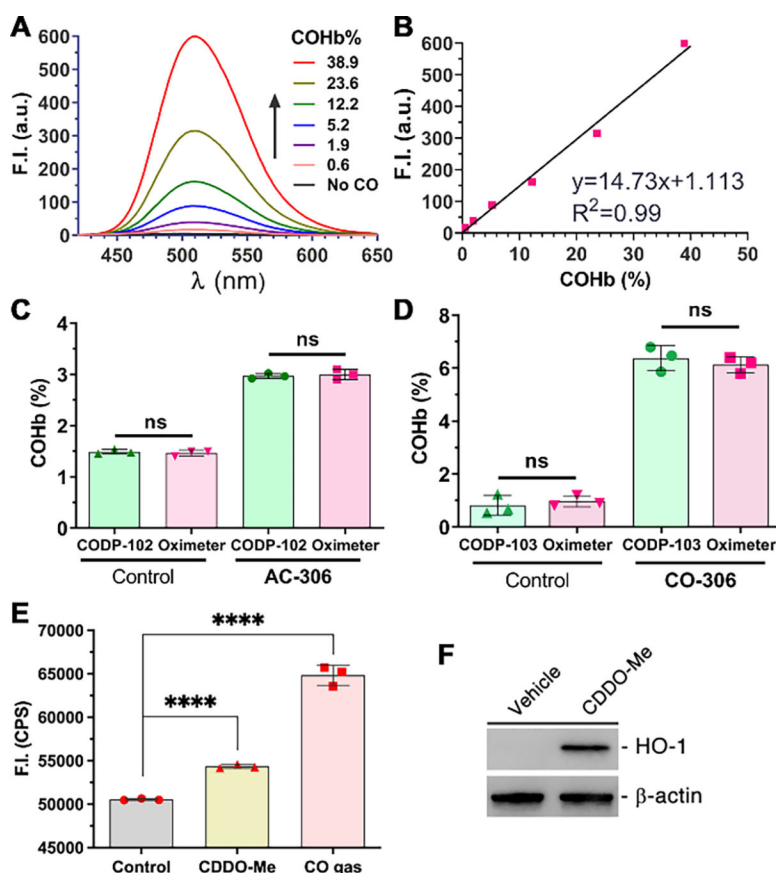 A
F.I. (a.u.)
600
500
400
300
200
100
0
450 500 550 600 650
λ (nm)
COHb%
38.9
23.6
12.2
5.2
1.9
0.6
No CO
B
F.I. (a.u.)
600
500
400
300
200
100
0
0 10 20 30 40 50
COHb (%)
y=14.73x+1.113
R²=0.99
C
COHb (%)
4
3
2
1
0
ns
ns
CODP-102 Oximeter CODP-102 Oximeter
Control AC-306
D
COHb (%)
8
6
4
2
0
ns
ns
CODP-103 Oximeter CODP-103 Oximeter
Control CO-306
E
F.I. (CPS)
70000
65000
60000
55000
50000
45000
****
****
Control CDDO-Me CO gas
F
Vehicle CDDO-Me
- HO-1
- β-actin